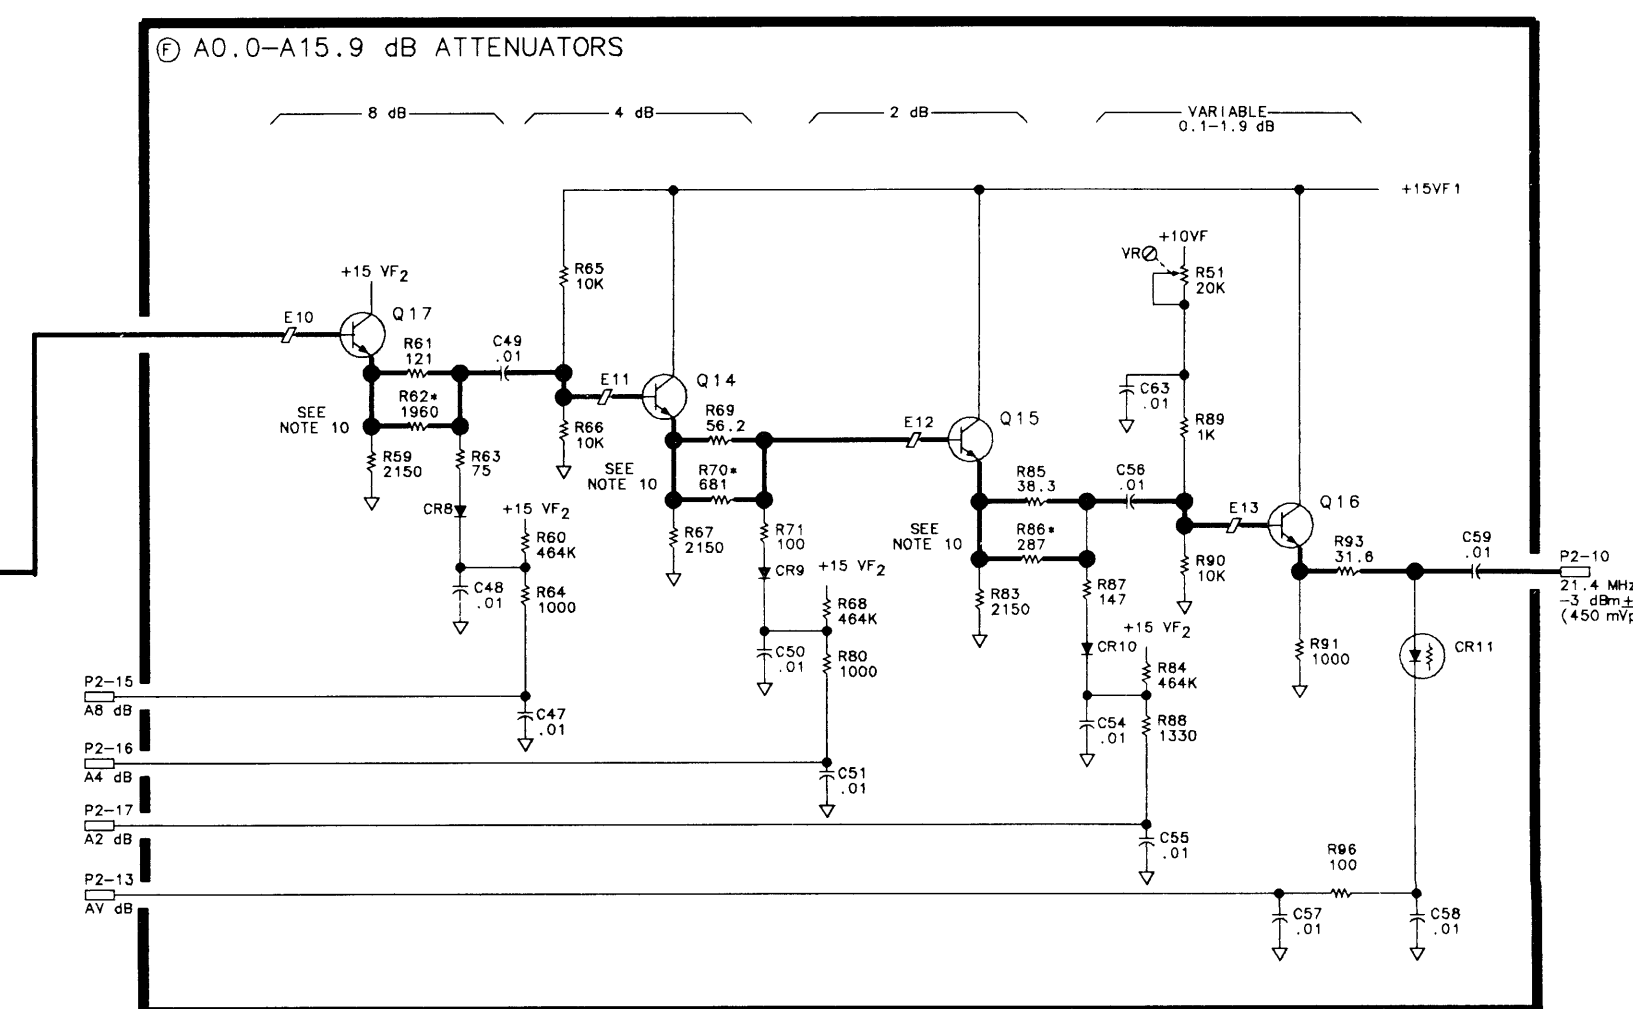 F A0.0-A15.9 dB ATTENUATORS
8 dB
4 dB
2 dB
VARIABLE
0.1-1.9 dB
+15VF1
+10VF
VR
R51
20K
+15 VF2
Q17
E10
R61
121
R62*
1960
SEE
NOTE 10
R59
2150
R63
75
CR8
C49
.01
R65
10K
R66
10K
E11
Q14
+15 VF2
R60
464K
R64
1000
C48
.01
C47
.01
R69
56.2
R70*
681
SEE
NOTE 10
R67
2150
R71
100
CR9
+15 VF2
R68
464K
R80
1000
C50
.01
C51
.01
E12
Q15
R85
38.3
R86*
287
SEE
NOTE 10
R83
2150
R87
147
CR10
+15 VF2
R84
464K
R88
1330
C54
.01
C55
.01
C56
.01
C63
.01
R89
1K
R90
10K
E13
Q16
R93
31.6
R91
1000
CR11
C59
.01
P2-10
21.4 MHz
-3 dBm±
(450 mVp
P2-15
A8 dB
P2-16
A4 dB
P2-17
A2 dB
P2-13
AV dB
R96
100
C57
.01
C58
.01